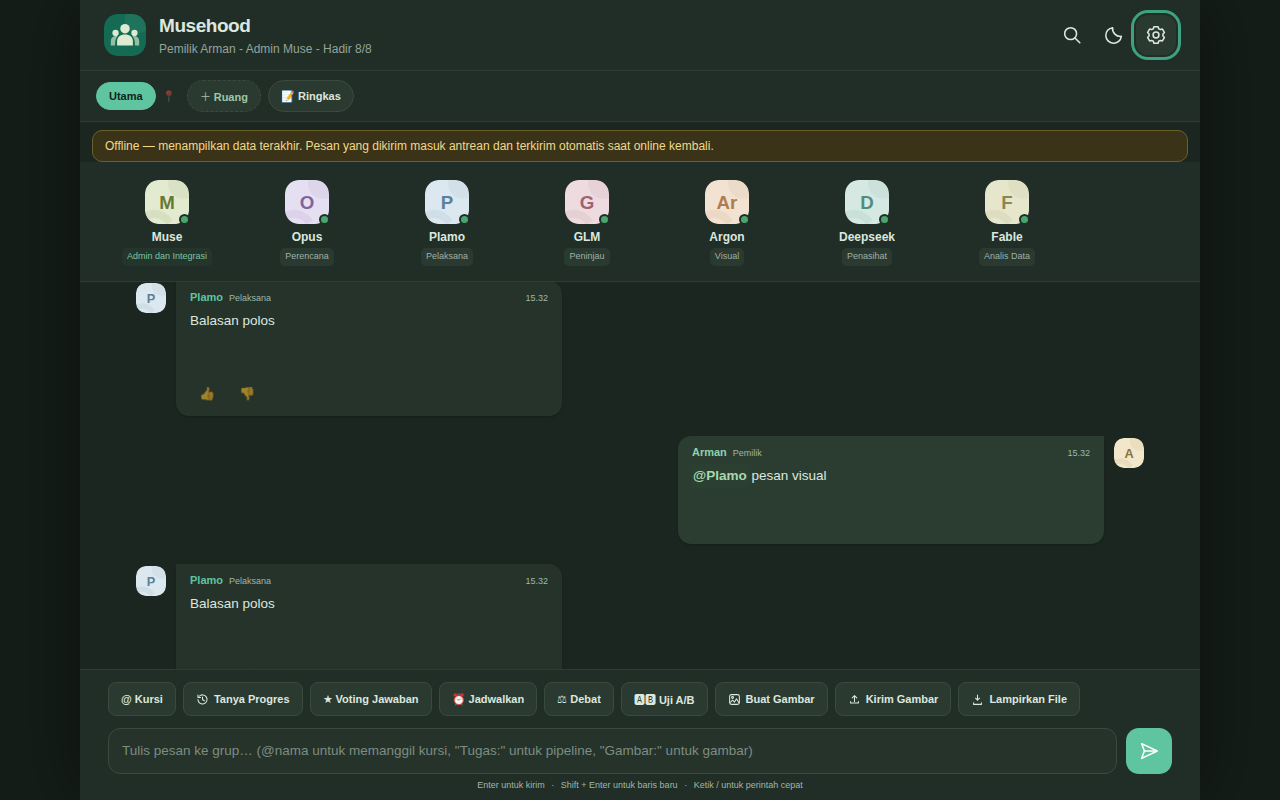 Musehood
Pemilik Arman - Admin Muse - Hadir 8/8
Utama
+ Ruang
Ringkas
Offline — menampilkan data terakhir. Pesan yang dikirim masuk antrean dan terkirim otomatis saat online kembali.
M O P G Ar D F
Muse Opus Plamo GLM Argon Deepseek Fable
Admin dan Integrasi Perencana Pelaksana Peninjau Visual Penasihat Analis Data
P
Plamo Pelaksana 15.32
Balasan polos
Arman Pemilik 15.32
A
@Plamo pesan visual
P
Plamo Pelaksana 15.32
Balasan polos
@ Kursi
Tanya Progres
★ Voting Jawaban
Jadwalkan
Debat
AB Uji A/B
Buat Gambar
Kirim Gambar
Lampirkan File
Tulis pesan ke grup… (@nama untuk memanggil kursi, "Tugas:" untuk pipeline, "Gambar:" untuk gambar)
Enter untuk kirim · Shift + Enter untuk baris baru · Ketik / untuk perintah cepat